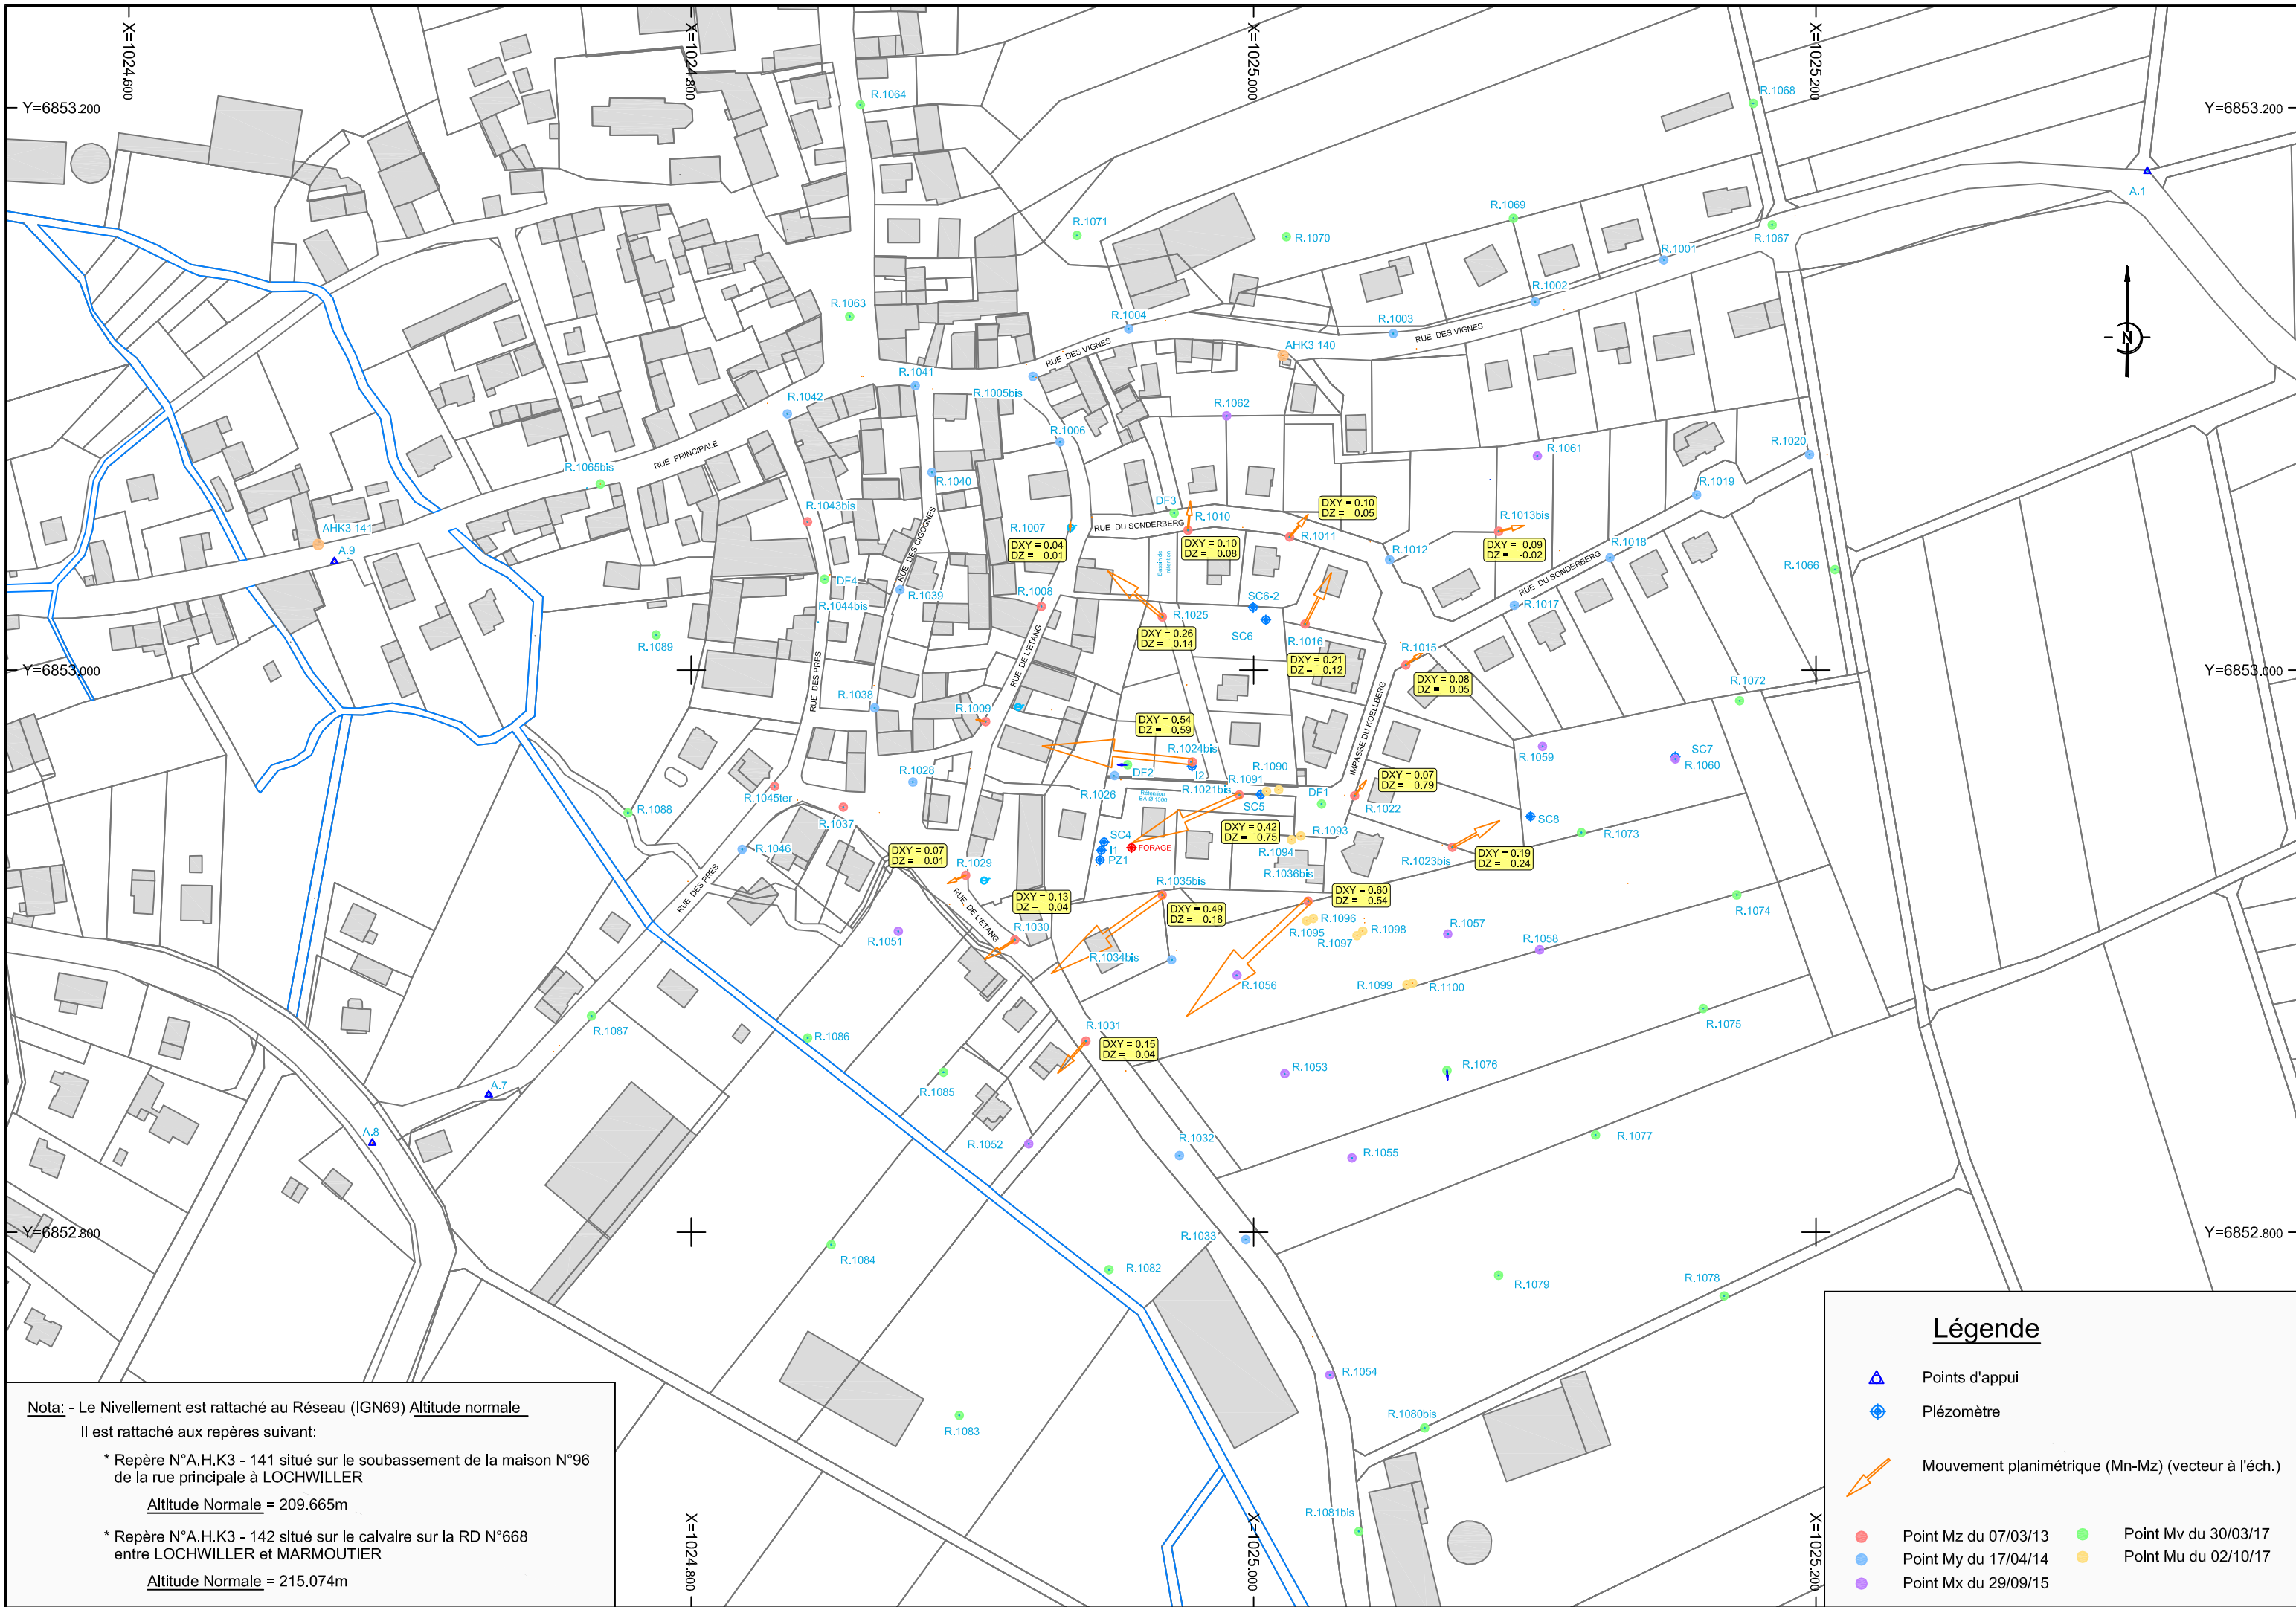 X=1024.600
X=1024.800
X=1025.000
X=1025.200
Y=6853.200
Y=6853.200
R.1064
R.1068
A.1
R.1071
R.1070
R.1069
R.1067
R.1001
R.1063
R.1004
R.1002
R.1003
RUE DES VIGNES
RUE DES VIGNES
AHK3 140
R.1041
R.1005bis
R.1042
R.1062
R.1006
R.1061
R.1020
RUE PRINCIPALE
R.1065bis
R.1040
R.1019
DF3
R.1043bis
R.1007
RUE DU SONDERBERG
R.1010
DXY = 0.10
DZ = 0.05
R.1011
R.1013bis
AHK3 141
A.9
RUE DES CIGOGNES
DXY = 0.04
DZ = 0.01
DXY = 0.10
DZ = 0.08
DXY = 0.09
DZ = -0.02
R.1012
R.1018
R.1066
Bassin de
rétention
DF4
R.1039
RUE DU SONDERBERG
R.1044bis
R.1008
R.1025
SC6-2
SC6
R.1017
R.1016
R.1089
DXY = 0.26
DZ = 0.14
R.1015
Y=6853.000
Y=6853.000
RUE DE L'ETANG
RUE DES PRES
DXY = 0.21
DZ = 0.12
DXY = 0.08
DZ = 0.05
R.1038
R.1009
R.1072
IMPASSE DU KOELLBERG
DXY = 0.54
DZ = 0.59
R.1024bis
I2
DF2
R.1059
SC7
R.1060
R.1028
R.1090
R.1091
R.1021bis
R.1026
DXY = 0.07
DZ = 0.79
R.1045ter
Rétention
BA Ø 1500
SC5
DF1
R.1022
R.1088
R.1037
SC8
R.1073
R.1046
DXY = 0.42
DZ = 0.75
R.1093
R.1094
SC4
I1
PZ1
FORAGE
DXY = 0.07
DZ = 0.01
R.1029
R.1023bis
DXY = 0.19
DZ = 0.24
R.1036bis
RUE DES PRES
R.1035bis
DXY = 0.60
DZ = 0.54
DXY = 0.13
DZ = 0.04
DXY = 0.49
DZ = 0.18
R.1074
RUE DE L'ETANG
R.1030
R.1051
R.1096
R.1095
R.1098
R.1097
R.1057
R.1058
R.1034bis
R.1056
R.1099
R.1100
R.1087
R.1086
R.1075
R.1031
DXY = 0.15
DZ = 0.04
R.1053
R.1076
A.7
R.1085
A.8
R.1052
R.1032
R.1077
R.1055
Y=6852.800
Y=6852.800
R.1033
R.1084
R.1082
R.1079
R.1078
R.1054
R.1083
R.1080bis
R.1081bis
X=1024.800
X=1025.000
X=1025.200
N
Nota: - Le Nivellement est rattaché au Réseau (IGN69) Altitude normale
Il est rattaché aux repères suivant:
* Repère N°A.H.K3 - 141 situé sur le soubassement de la maison N°96
de la rue principale à LOCHWILLER
Altitude Normale = 209.665m
* Repère N°A.H.K3 - 142 situé sur le calvaire sur la RD N°668
entre LOCHWILLER et MARMOUTIER
Altitude Normale = 215.074m
Légende
Points d'appui
Piézomètre
Mouvement planimétrique (Mn-Mz) (vecteur à l'éch.)
Point Mz du 07/03/13
Point Mv du 30/03/17
Point My du 17/04/14
Point Mu du 02/10/17
Point Mx du 29/09/15